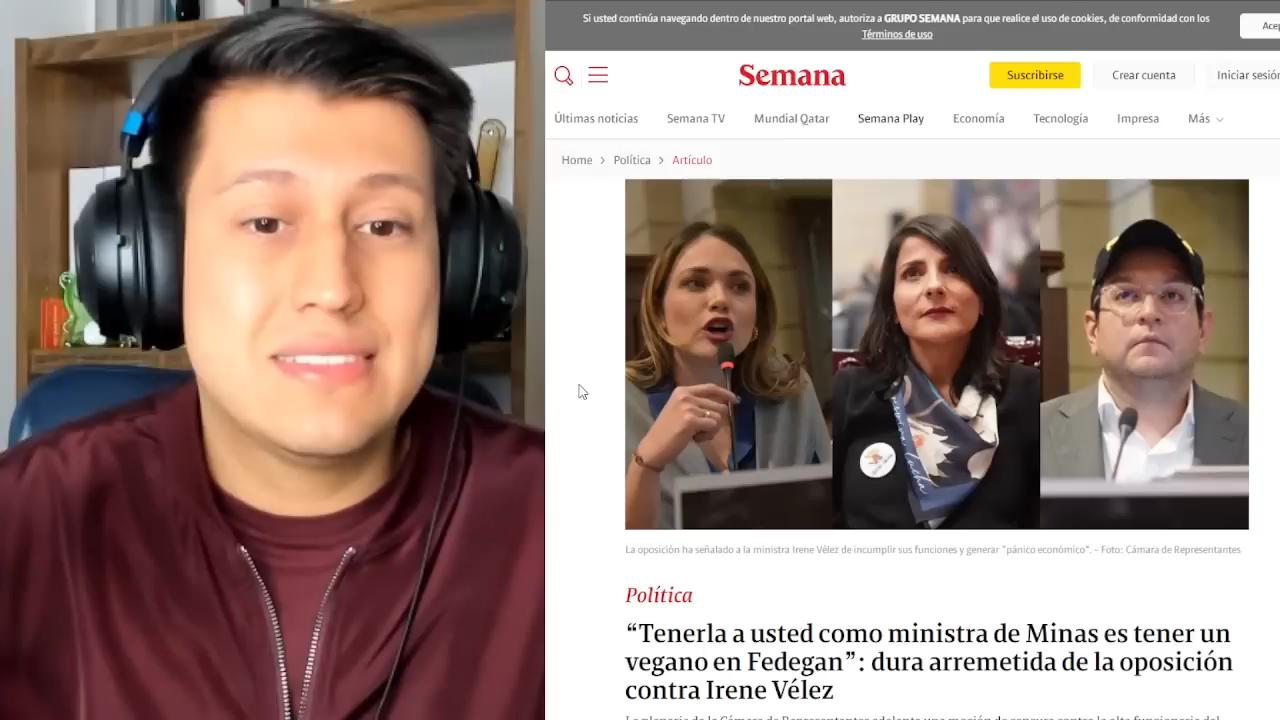 Si usted continúa navegando dentro de nuestro portal web, autoriza a GRUPO SEMANA para que realice el uso de cookies, de conformidad con los
Términos de uso
Semana
Suscribirse
Crear cuenta
Iniciar sesión
Últimas noticias
Semana TV
Mundial Qatar
Semana Play
Economía
Tecnología
Impresa
Más
Home > Política > Artículo
La oposición ha señalado a la ministra Irene Vélez de incumplir sus funciones y generar "pánico económico". - Foto: Cámara de Representantes
Política
“Tenerla a usted como ministra de Minas es tener un
vegano en Fedegan”: dura arremetida de la oposición
contra Irene Vélez